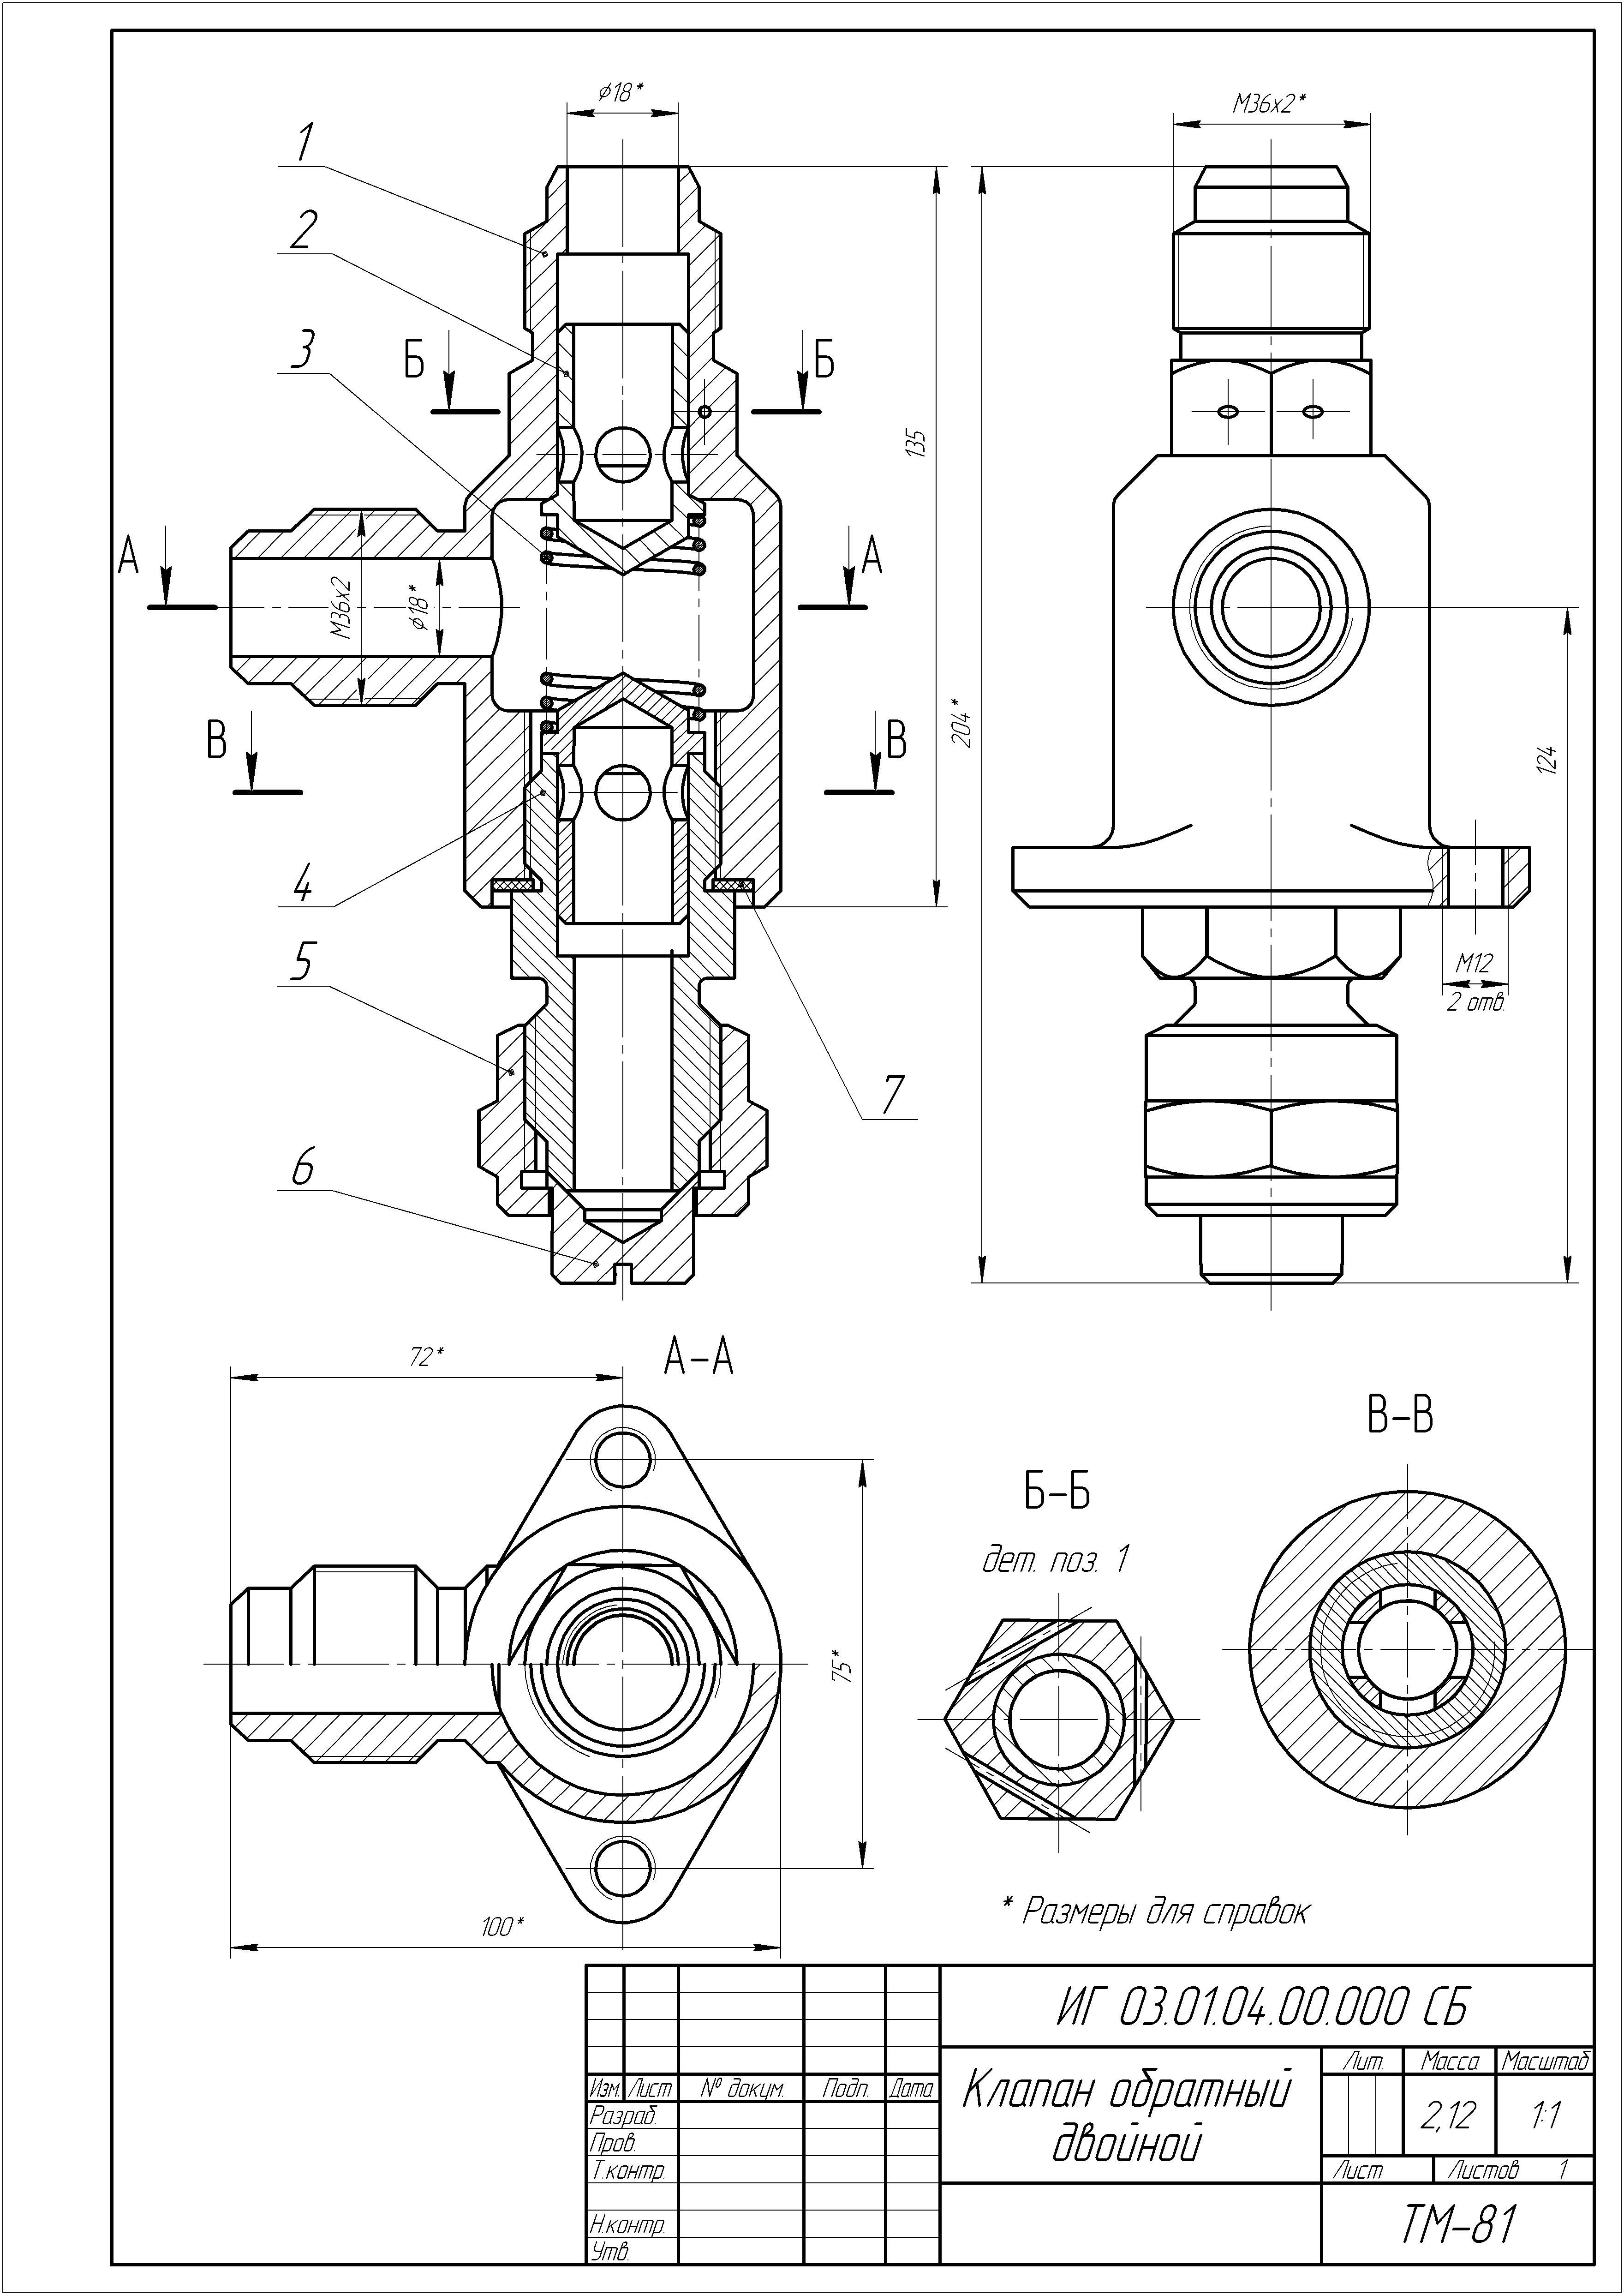 ⌀18*
М36х2*
1
2
3
Б
Б
А
А
М36х2
⌀18*
В
В
135
204*
124
4
5
6
7
М12
2 отв.
72*
А-А
75*
100*
Б-Б
дет. поз. 1
В-В
* Размеры для справок
ИГ 03.01.04.00.000 СБ
Клапан обратный
двойной
Лит.
Масса
Масштаб
2,12
1:1
Лист
Листов 1
ТМ-81
Изм. Лист № докум. Подп. Дата
Разраб.
Пров.
Т.контр.
Н.контр.
Утв.